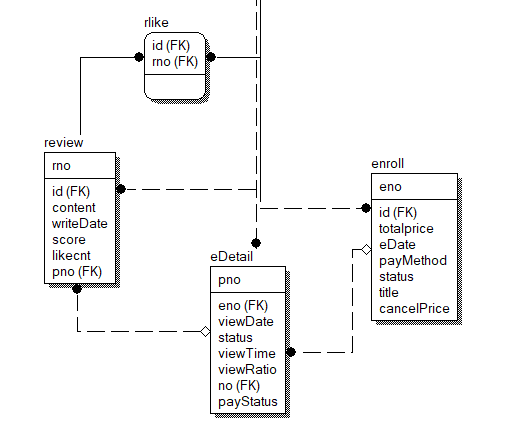 rlike
id (FK)
rno (FK)
review
rno
id (FK)
content
writeDate
score
likecnt
pno (FK)
enroll
eno
id (FK)
totalprice
eDate
payMethod
status
title
cancelPrice
eDetail
pno
eno (FK)
viewDate
status
viewTime
viewRatio
no (FK)
payStatus